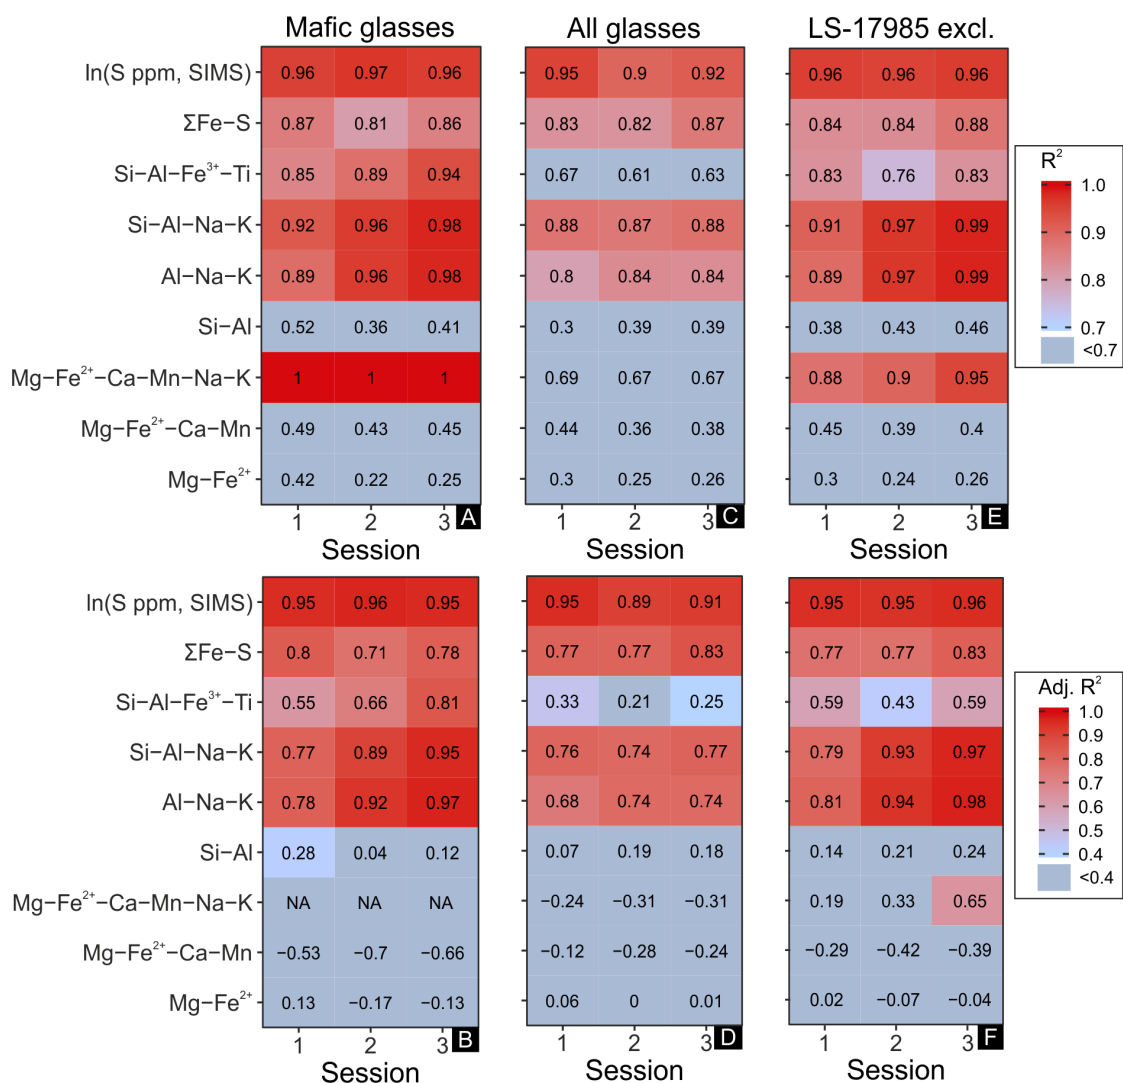 Mafic glasses All glasses LS-17985 excl.
ln(S ppm, SIMS) 0.96 0.97 0.96 0.95 0.9 0.92 0.96 0.96 0.96
ΣFe−S 0.87 0.81 0.86 0.83 0.82 0.87 0.84 0.84 0.88
Si−Al−Fe³⁺−Ti 0.85 0.89 0.94 0.67 0.61 0.63 0.83 0.76 0.83
Si−Al−Na−K 0.92 0.96 0.98 0.88 0.87 0.88 0.91 0.97 0.99
Al−Na−K 0.89 0.96 0.98 0.8 0.84 0.84 0.89 0.97 0.99
Si−Al 0.52 0.36 0.41 0.3 0.39 0.39 0.38 0.43 0.46
Mg−Fe²⁺−Ca−Mn−Na−K 1 1 1 0.69 0.67 0.67 0.88 0.9 0.95
Mg−Fe²⁺−Ca−Mn 0.49 0.43 0.45 0.44 0.36 0.38 0.45 0.39 0.4
Mg−Fe²⁺ 0.42 0.22 0.25 0.3 0.25 0.26 0.3 0.24 0.26
1 2 3 A 1 2 3 C 1 2 3 E
Session Session Session
R²
1.0
0.9
0.8
0.7
<0.7
ln(S ppm, SIMS) 0.95 0.96 0.95 0.95 0.89 0.91 0.95 0.95 0.96
ΣFe−S 0.8 0.71 0.78 0.77 0.77 0.83 0.77 0.77 0.83
Si−Al−Fe³⁺−Ti 0.55 0.66 0.81 0.33 0.21 0.25 0.59 0.43 0.59
Si−Al−Na−K 0.77 0.89 0.95 0.76 0.74 0.77 0.79 0.93 0.97
Al−Na−K 0.78 0.92 0.97 0.68 0.74 0.74 0.81 0.94 0.98
Si−Al 0.28 0.04 0.12 0.07 0.19 0.18 0.14 0.21 0.24
Mg−Fe²⁺−Ca−Mn−Na−K NA NA NA −0.24 −0.31 −0.31 0.19 0.33 0.65
Mg−Fe²⁺−Ca−Mn −0.53 −0.7 −0.66 −0.12 −0.28 −0.24 −0.29 −0.42 −0.39
Mg−Fe²⁺ 0.13 −0.17 −0.13 0.06 0 0.01 0.02 −0.07 −0.04
1 2 3 B 1 2 3 D 1 2 3 F
Session Session Session
Adj. R²
1.0
0.9
0.8
0.7
0.6
0.5
0.4
<0.4